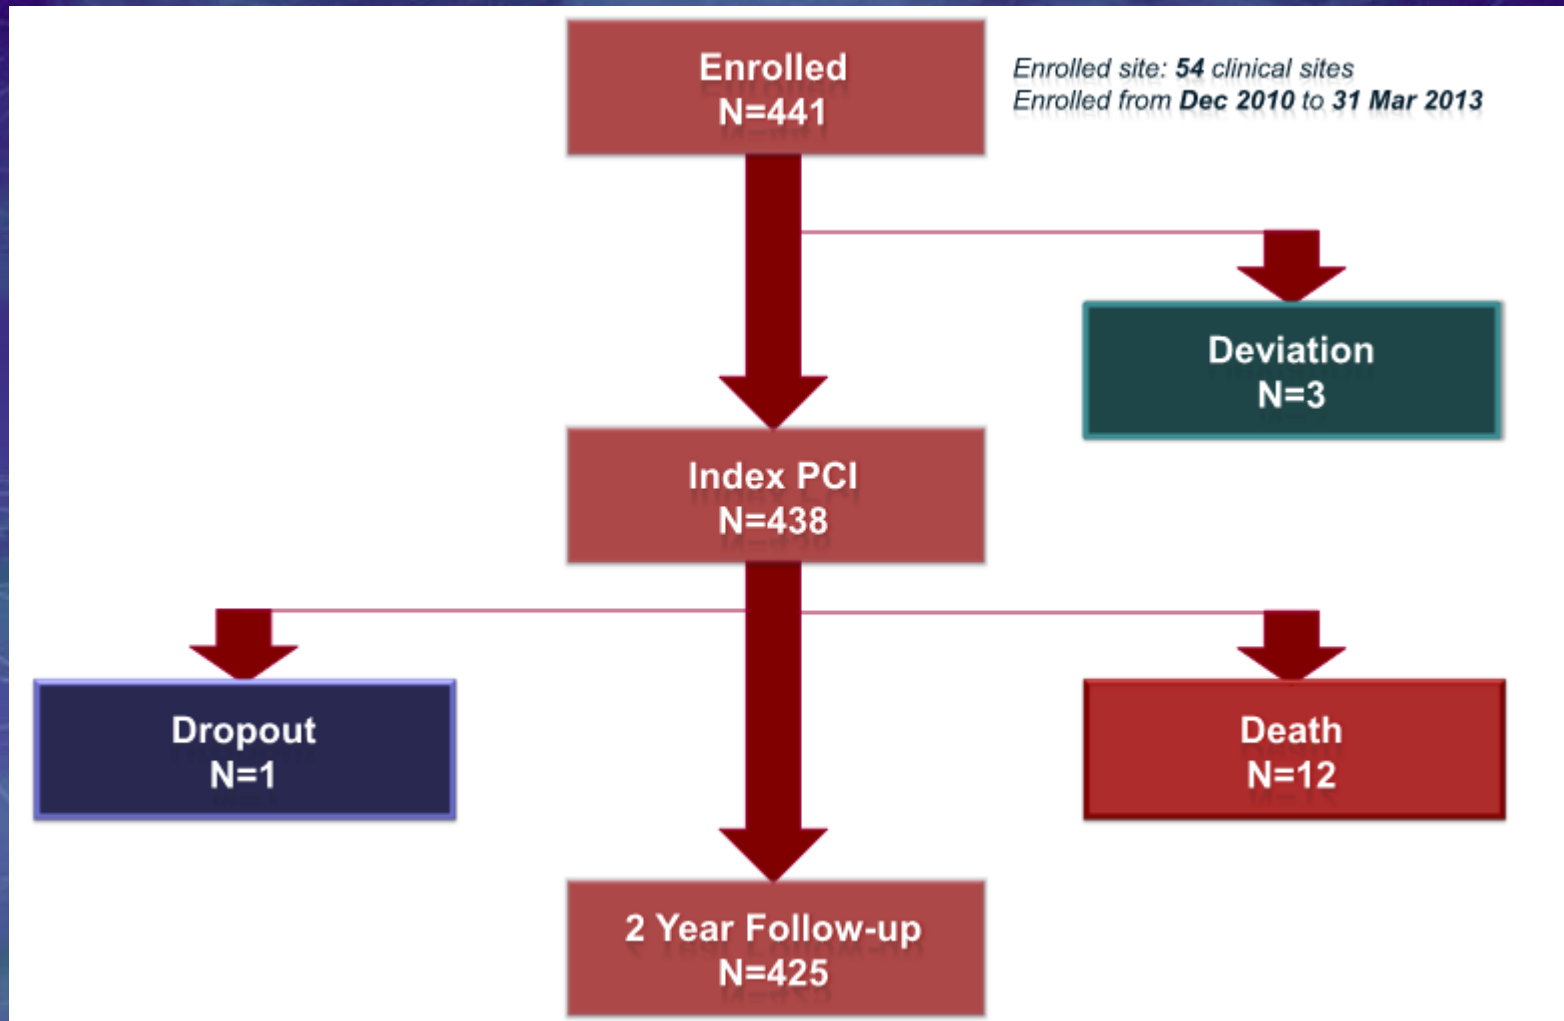 Enrolled
N=441
Enrolled site: 54 clinical sites
Enrolled from Dec 2010 to 31 Mar 2013
Deviation
N=3
Index PCI
N=438
Dropout
N=1
Death
N=12
2 Year Follow-up
N=425